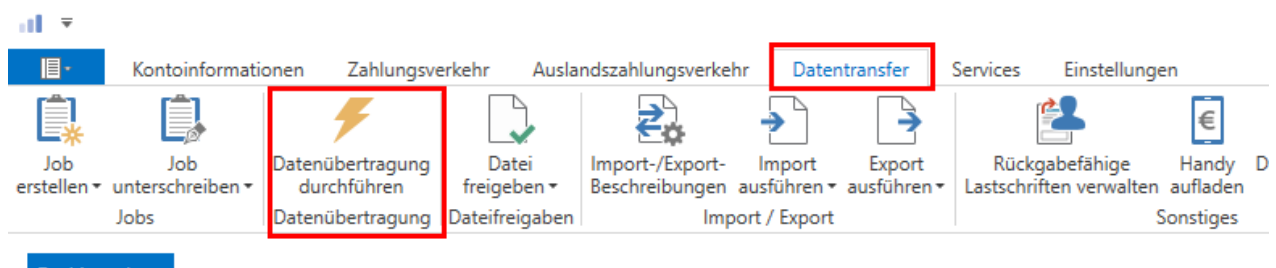 Kontoinformationen Zahlungsverkehr Auslandszahlungsverkehr Datentransfer Services Einstellungen
Job erstellen
Job unterschreiben
Datenübertragung durchführen
Datei freigeben
Import-/Export-Beschreibungen
Import ausführen
Export ausführen
Rückgabefähige Lastschriften verwalten
Handy aufladen
D
Jobs Datenübertragung Dateifreigaben Import / Export Sonstiges